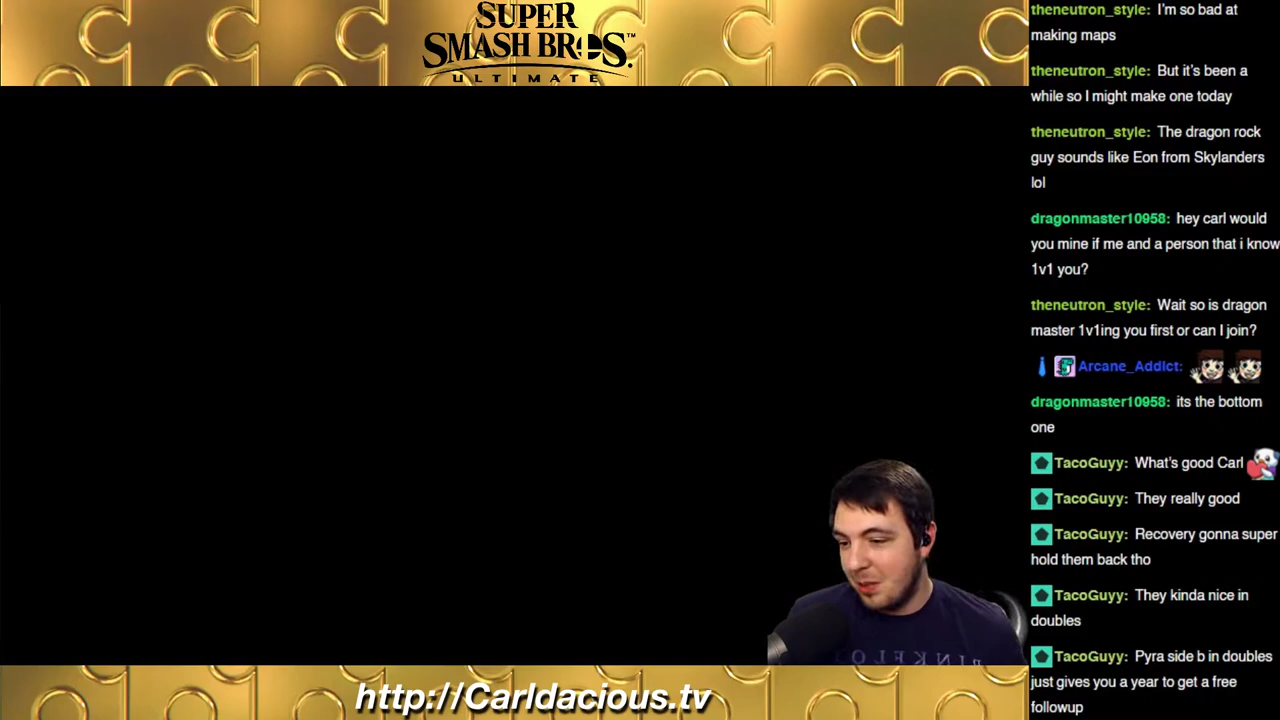 SUPER
SMASH BROS.™
ULTIMATE
theneutron_style: I'm so bad at
making maps
theneutron_style: But it's been a
while so I might make one today
theneutron_style: The dragon rock
guy sounds like Eon from Skylanders
lol
dragonmaster10958: hey carl would
you mine if me and a person that i know
1v1 you?
theneutron_style: Wait so is dragon
master 1v1ing you first or can I join?
Arcane_Addict:
dragonmaster10958: its the bottom
one
TacoGuyy: What's good Carl
TacoGuyy: They really good
TacoGuyy: Recovery gonna super
hold them back tho
TacoGuyy: They kinda nice in
doubles
TacoGuyy: Pyra side b in doubles
just gives you a year to get a free
followup
http://Carldacious.tv